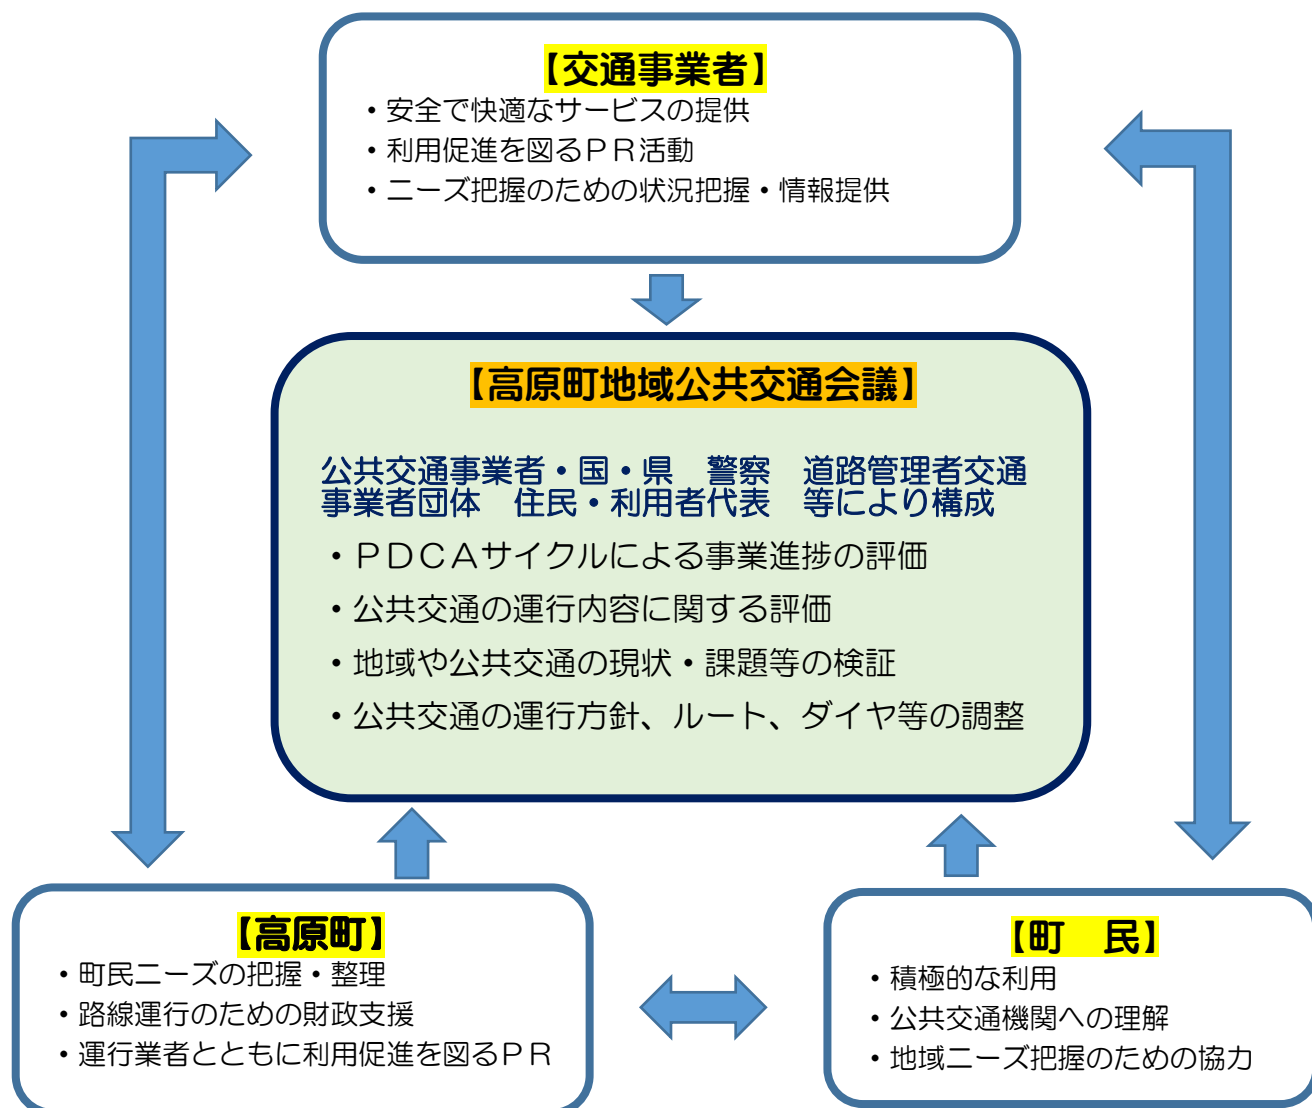 【交通事業者】
・安全で快適なサービスの提供
・利用促進を図るPR活動
・ニーズ把握のための状況把握・情報提供
【高原町地域公共交通会議】
公共交通事業者・国・県　警察　道路管理者交通
事業者団体　住民・利用者代表　等により構成
・PDCAサイクルによる事業進捗の評価
・公共交通の運行内容に関する評価
・地域や公共交通の現状・課題等の検証
・公共交通の運行方針、ルート、ダイヤ等の調整
【高原町】
・町民ニーズの把握・整理
・路線運行のための財政支援
・運行業者とともに利用促進を図るPR
【町　民】
・積極的な利用
・公共交通機関への理解
・地域ニーズ把握のための協力